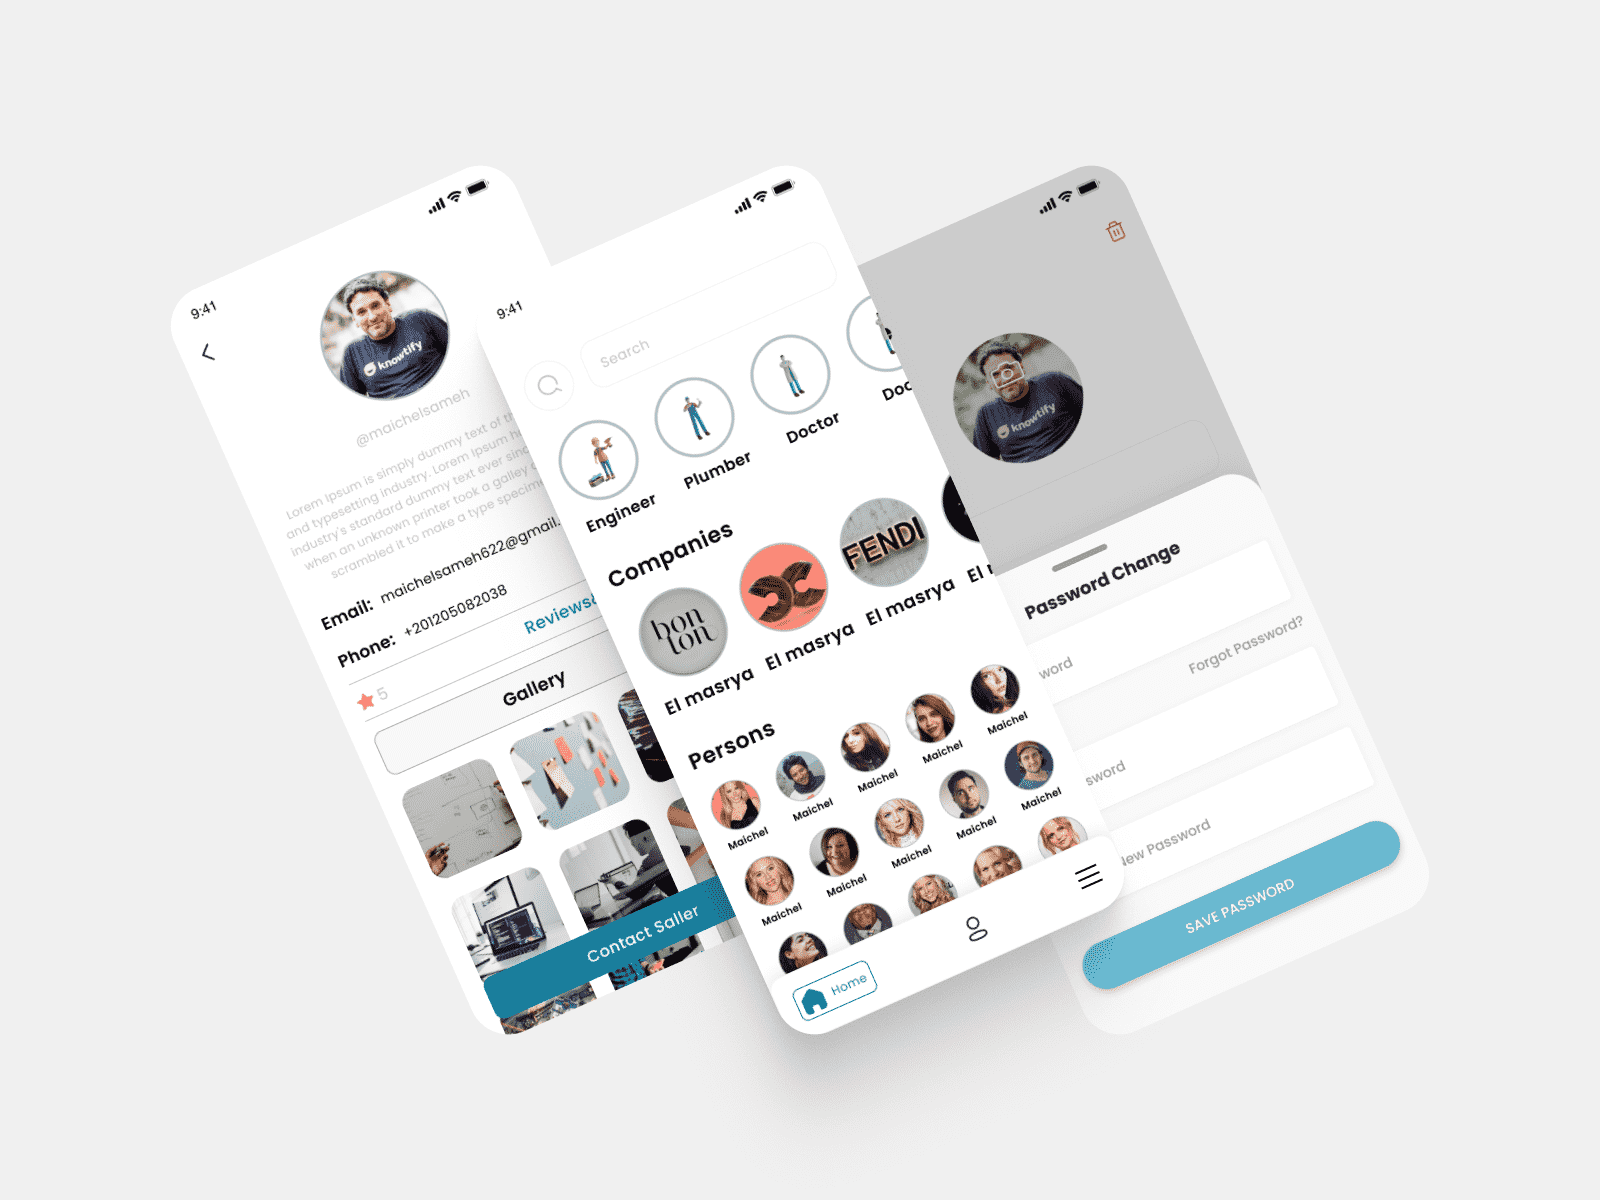 9:41
knowtify
@maichelsameh
Lorem Ipsum is simply dummy text of th
and typesetting industry. Lorem Ipsum h
industry's standard dummy text ever sinc
when an unknown printer took a galley
scrambled it to make a type specime
Email: maichelsameh622@gmail.
Phone: +201205082038
Reviews
5
Gallery
Contact Saller
9:41
Search
Engineer
Plumber
Doctor
Doc
Companies
bon
ton
FENDI
El masrya
El masrya
El masrya
El
Persons
Maichel
Maichel
Maichel
Maichel
Maichel
Maichel
Maichel
Maichel
Maichel
Maichel
Home
knowtify
Password Change
word
Forgot Password?
sword
New Password
SAVE PASSWORD